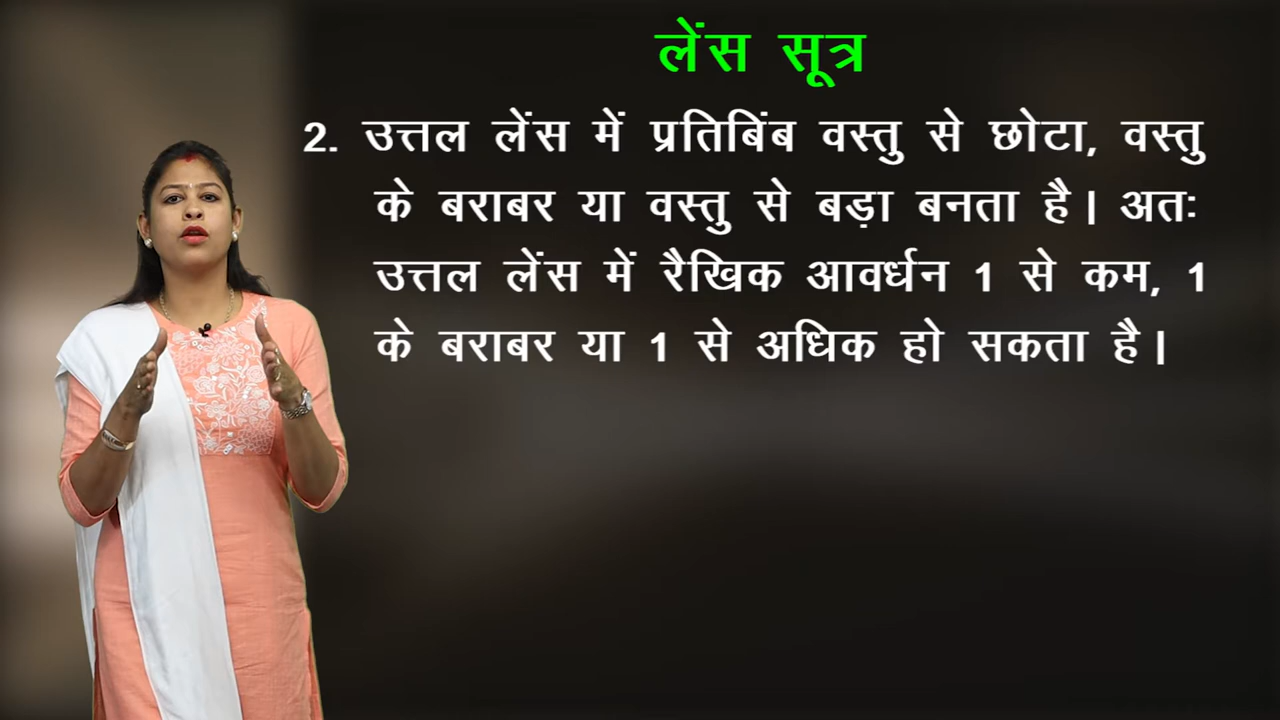 लेंस सूत्र
2. उत्तल लेंस में प्रतिबिंब वस्तु से छोटा, वस्तु
के बराबर या वस्तु से बड़ा बनता है। अतः
उत्तल लेंस में रैखिक आवर्धन 1 से कम, 1
के बराबर या 1 से अधिक हो सकता है।